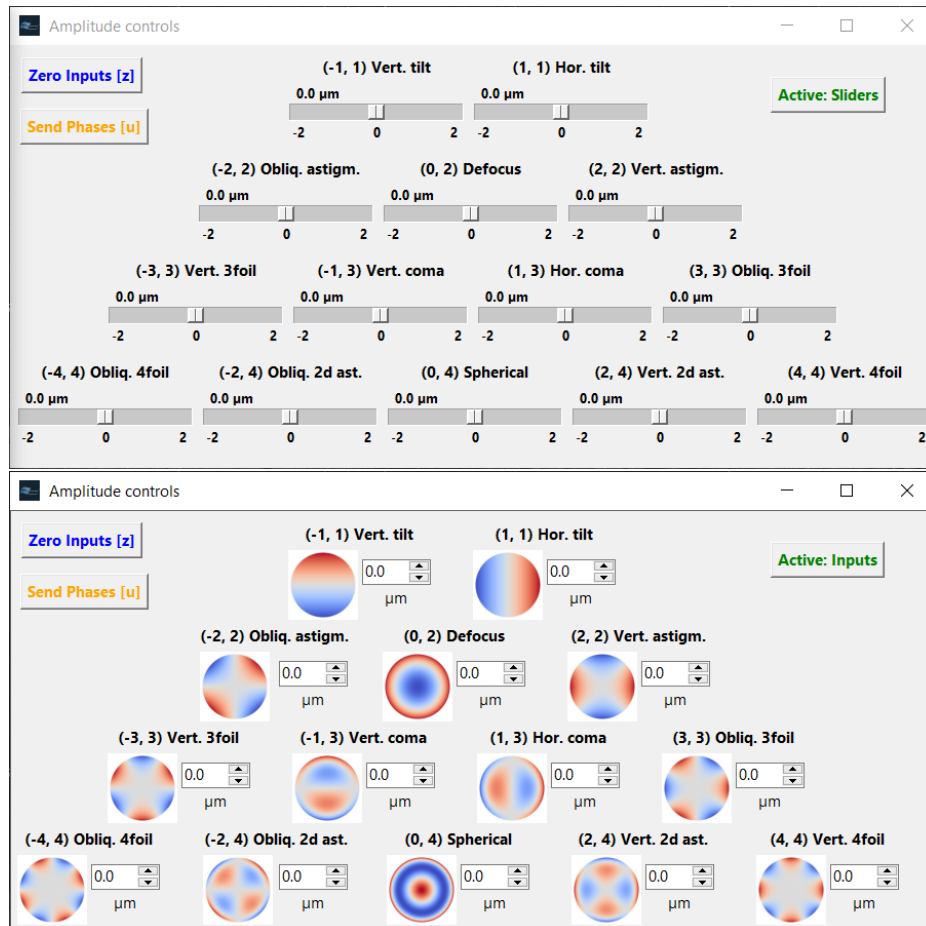 Amplitude controls
Zero Inputs [z]
(-1, 1) Vert. tilt (1, 1) Hor. tilt
Active: Sliders
0.0 µm 0.0 µm
Send Phases [u]
-2 0 2 -2 0 2
(-2, 2) Obliq. astigm. (0, 2) Defocus (2, 2) Vert. astigm.
0.0 µm 0.0 µm 0.0 µm
-2 0 2 -2 0 2 -2 0 2
(-3, 3) Vert. 3foil (-1, 3) Vert. coma (1, 3) Hor. coma (3, 3) Obliq. 3foil
0.0 µm 0.0 µm 0.0 µm 0.0 µm
-2 0 2 -2 0 2 -2 0 2 -2 0 2
(-4, 4) Obliq. 4foil (-2, 4) Obliq. 2d ast. (0, 4) Spherical (2, 4) Vert. 2d ast. (4, 4) Vert. 4foil
0.0 µm 0.0 µm 0.0 µm 0.0 µm 0.0 µm
-2 0 2 -2 0 2 -2 0 2 -2 0 2 -2 0 2
Amplitude controls
Zero Inputs [z]
(-1, 1) Vert. tilt (1, 1) Hor. tilt
Active: Inputs
0.0 0.0
Send Phases [u]
µm µm
(-2, 2) Obliq. astigm. (0, 2) Defocus (2, 2) Vert. astigm.
0.0 0.0 0.0
µm µm µm
(-3, 3) Vert. 3foil (-1, 3) Vert. coma (1, 3) Hor. coma (3, 3) Obliq. 3foil
0.0 0.0 0.0 0.0
µm µm µm µm
(-4, 4) Obliq. 4foil (-2, 4) Obliq. 2d ast. (0, 4) Spherical (2, 4) Vert. 2d ast. (4, 4) Vert. 4foil
0.0 0.0 0.0 0.0 0.0
µm µm µm µm µm